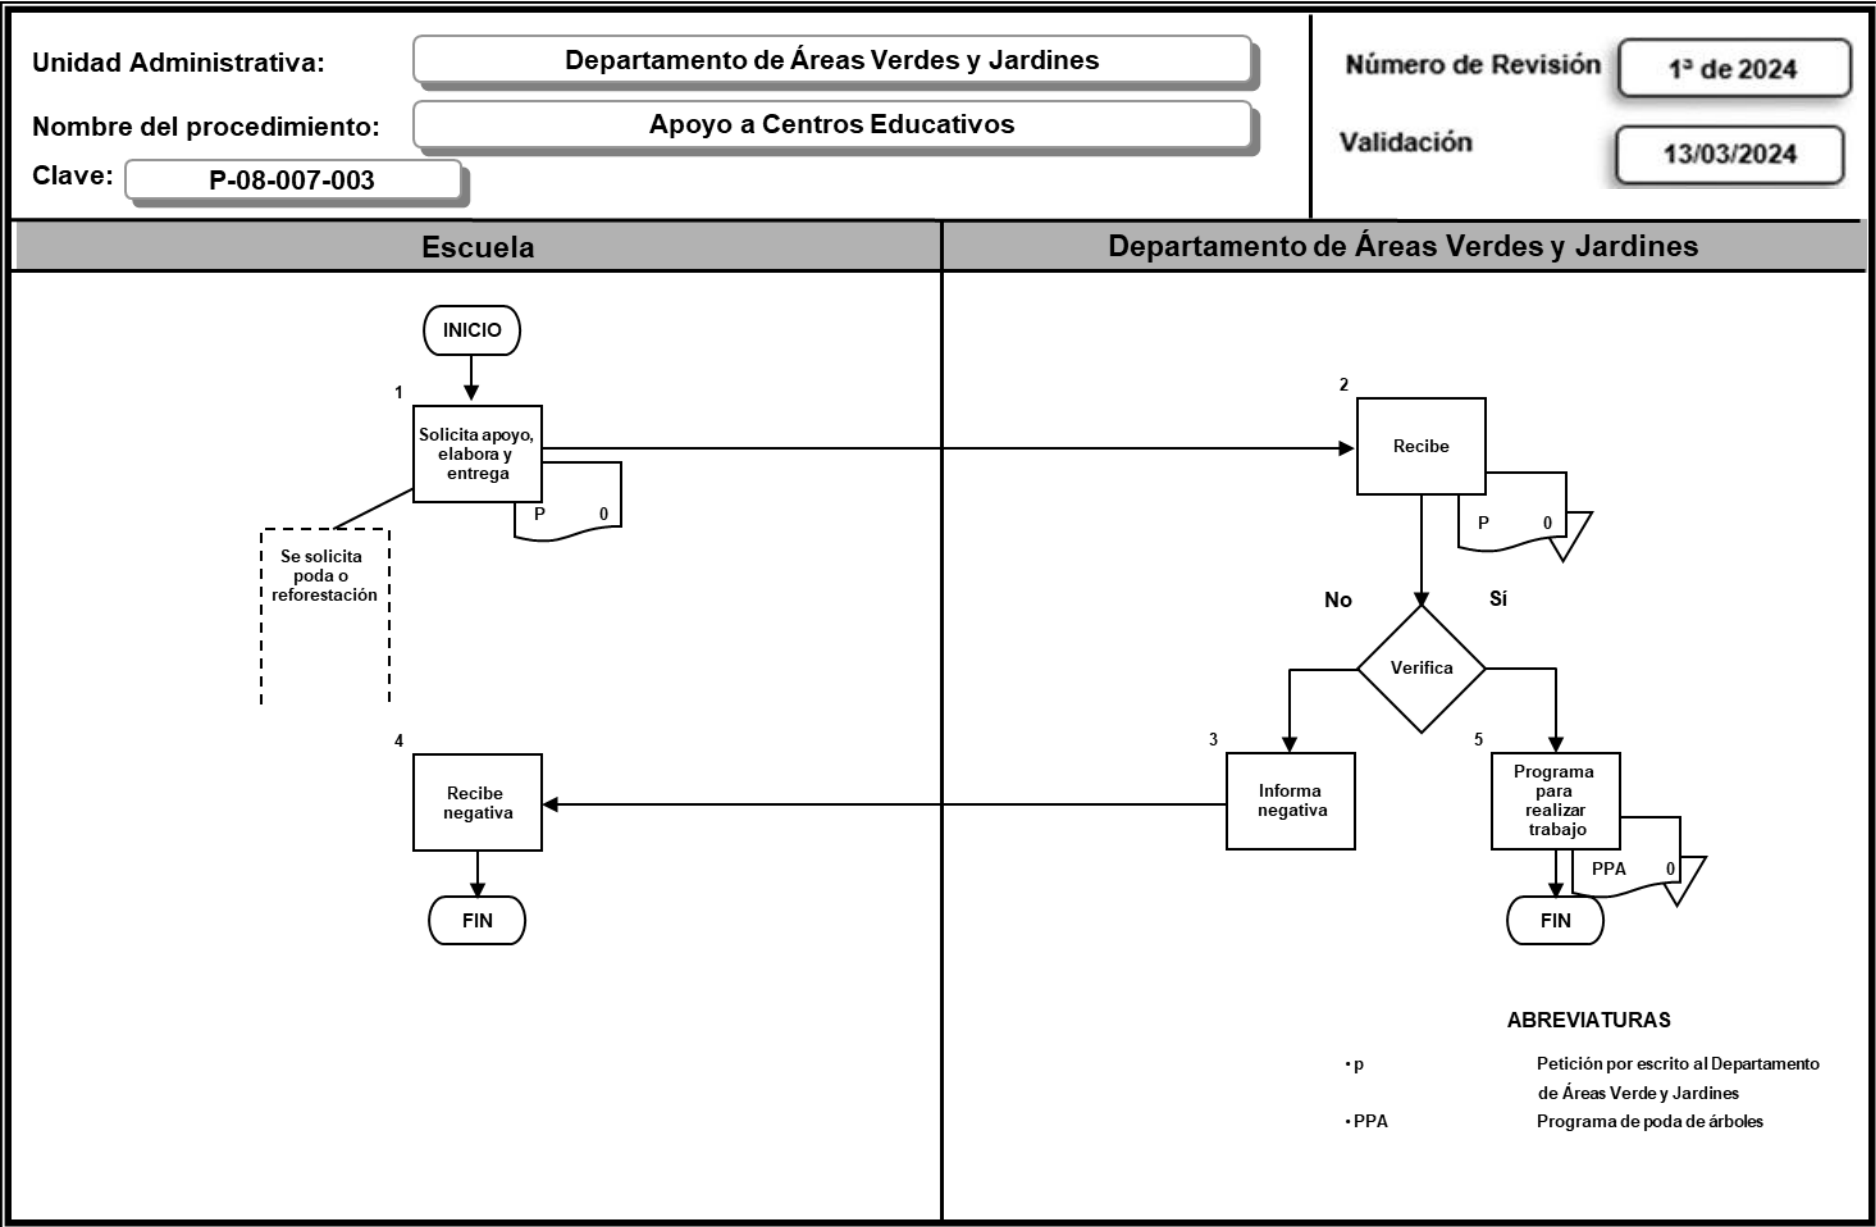 Unidad Administrativa:
Departamento de Áreas Verdes y Jardines
Número de Revisión
1ª de 2024
Nombre del procedimiento:
Apoyo a Centros Educativos
Validación
13/03/2024
Clave:
P-08-007-003
Escuela
Departamento de Áreas Verdes y Jardines
INICIO
1
Solicita apoyo,
elabora y
entrega
P 0
Se solicita
poda o
reforestación
2
Recibe
P 0
No
Sí
Verifica
3
Informa
negativa
4
Recibe
negativa
FIN
5
Programa
para
realizar
trabajo
PPA 0
FIN
ABREVIATURAS
• p Petición por escrito al Departamento
de Áreas Verde y Jardines
• PPA Programa de poda de árboles